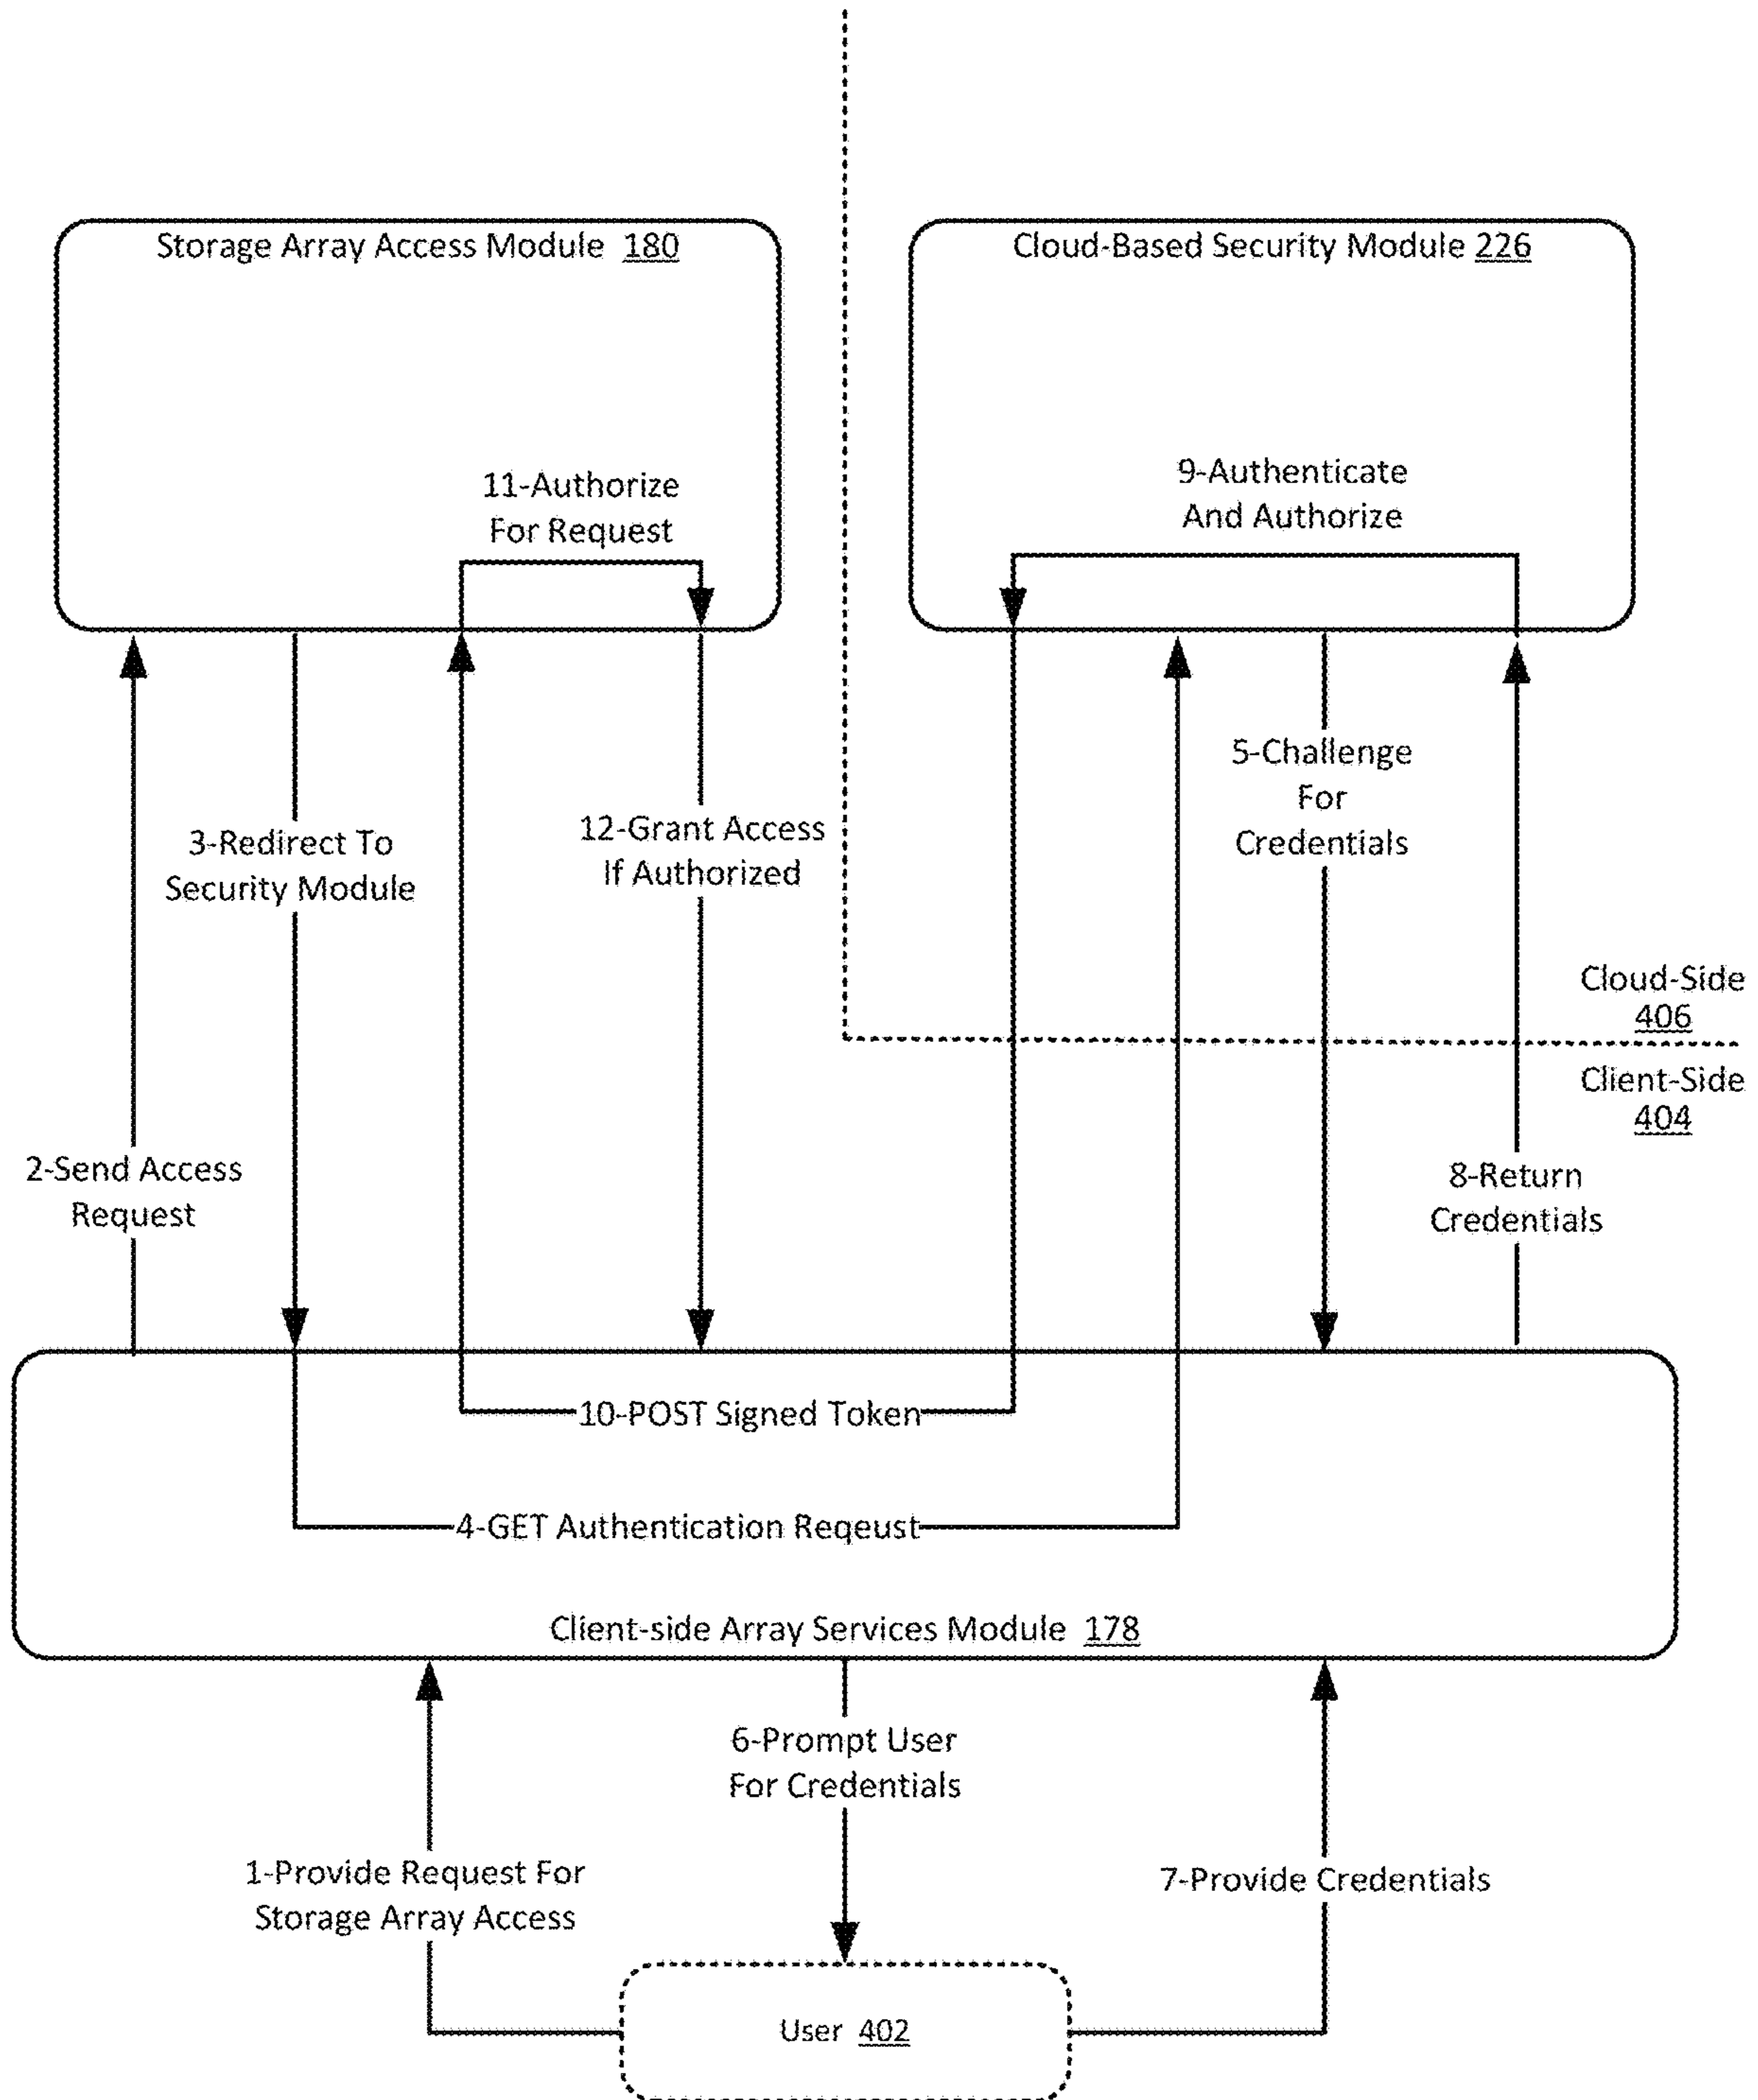 Storage Array Access Module 180
Cloud-Based Security Module 226
11-Authorize
For Request
9-Authenticate
And Authorize
5-Challenge
For
Credentials
3-Redirect To
Security Module
12-Grant Access
If Authorized
Cloud-Side
406
Client-Side
404
2-Send Access
Request
8-Return
Credentials
10-POST Signed Token
4-GET Authentication Reqeust
Client-side Array Services Module 178
6-Prompt User
For Credentials
1-Provide Request For
Storage Array Access
7-Provide Credentials
User 402